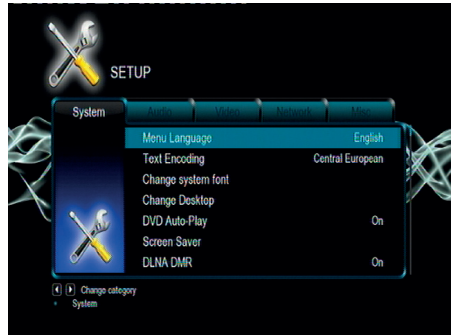 SETUP
System Audio Video Network Misc
Menu Language English
Text Encoding Central European
Change system font
Change Desktop
DVD Auto-Play On
Screen Saver
DLNA DMR On
Change category
System